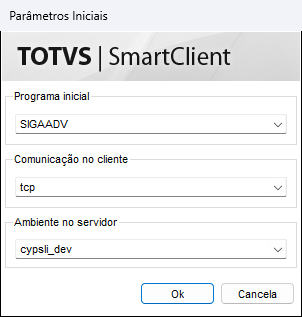 Parâmetros Iniciais
TOTVS | SmartClient
Programa inicial
SIGAADV
Comunicação no cliente
tcp
Ambiente no servidor
cypsli_dev
Ok
Cancela